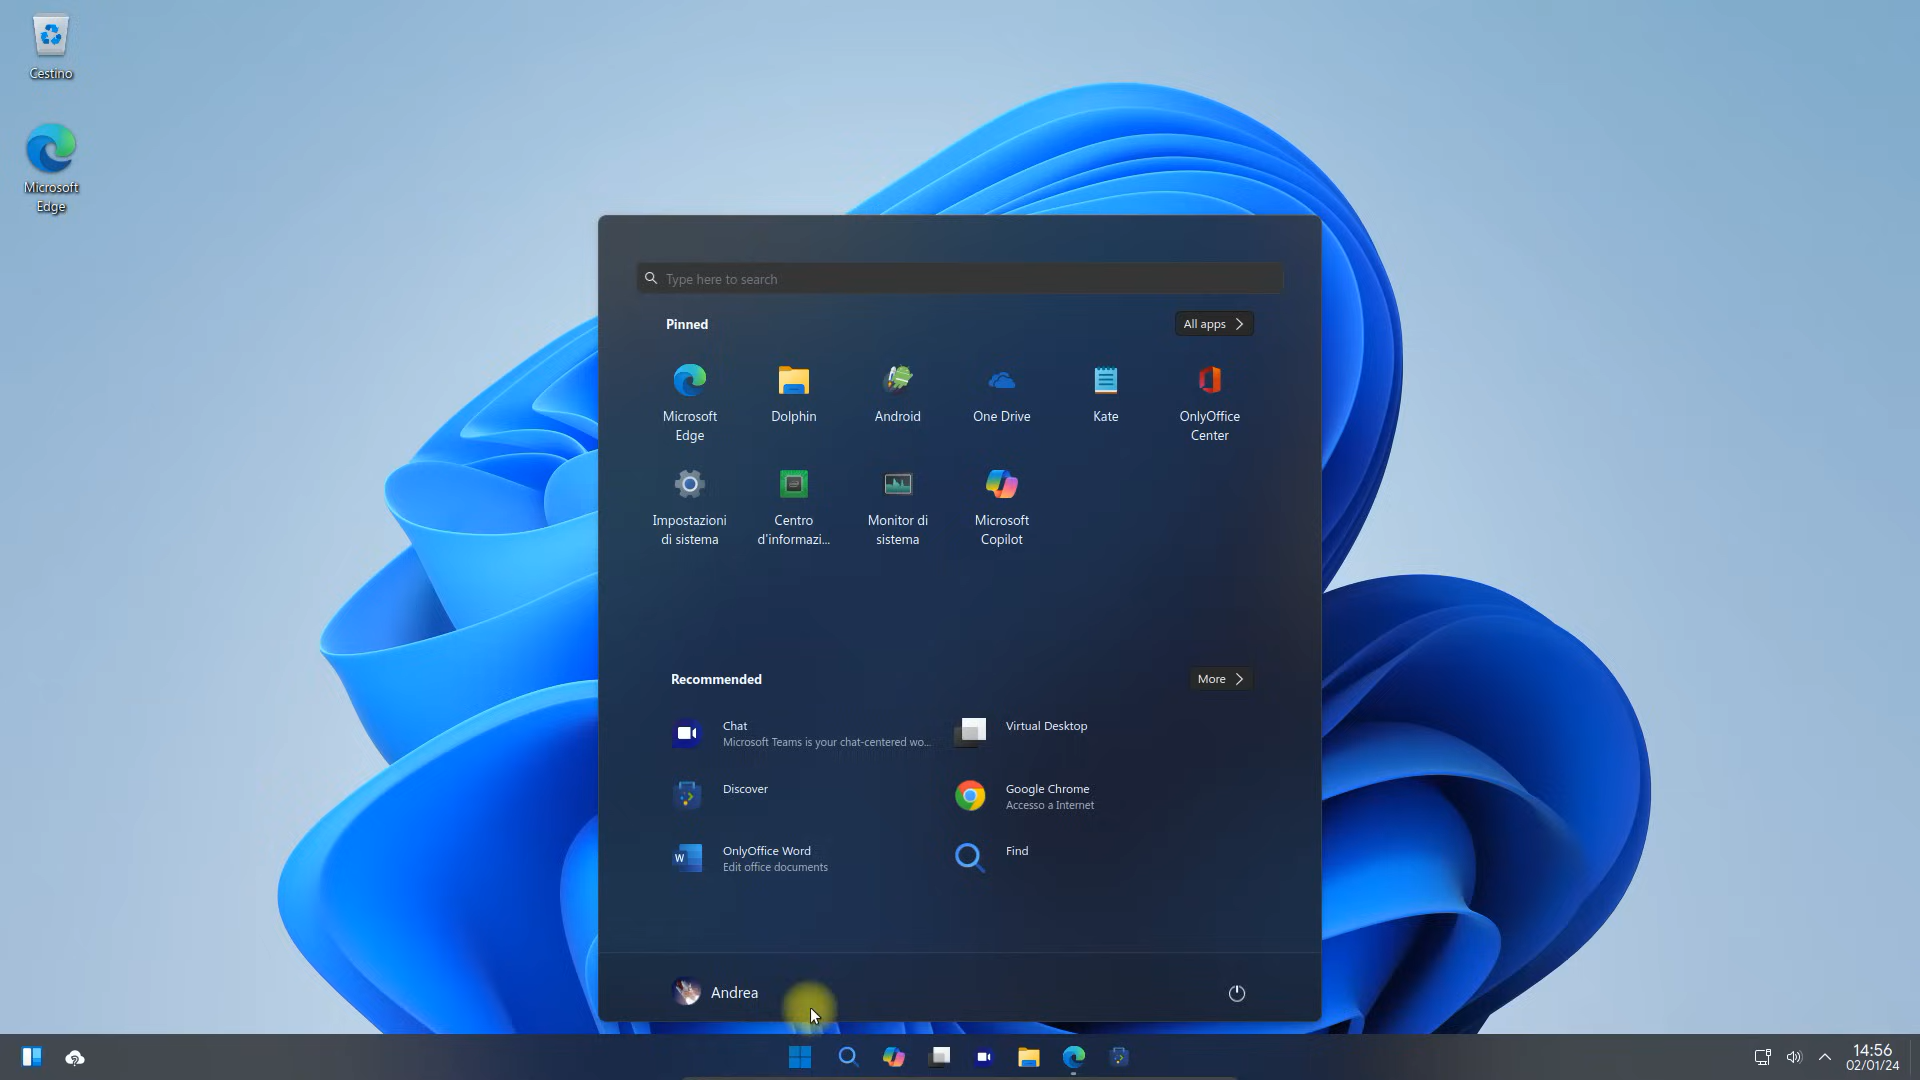 Cestino
Microsoft
Edge
Type here to search
Pinned
All apps
Microsoft
Edge
Dolphin
Android
One Drive
Kate
OnlyOffice
Center
Impostazioni
di sistema
Centro
d'informazi...
Monitor di
sistema
Microsoft
Copilot
Recommended
More
Chat
Microsoft Teams is your chat-centered wo...
Virtual Desktop
Discover
Google Chrome
Accesso a Internet
W
OnlyOffice Word
Edit office documents
Find
Andrea
14:56
02/01/24